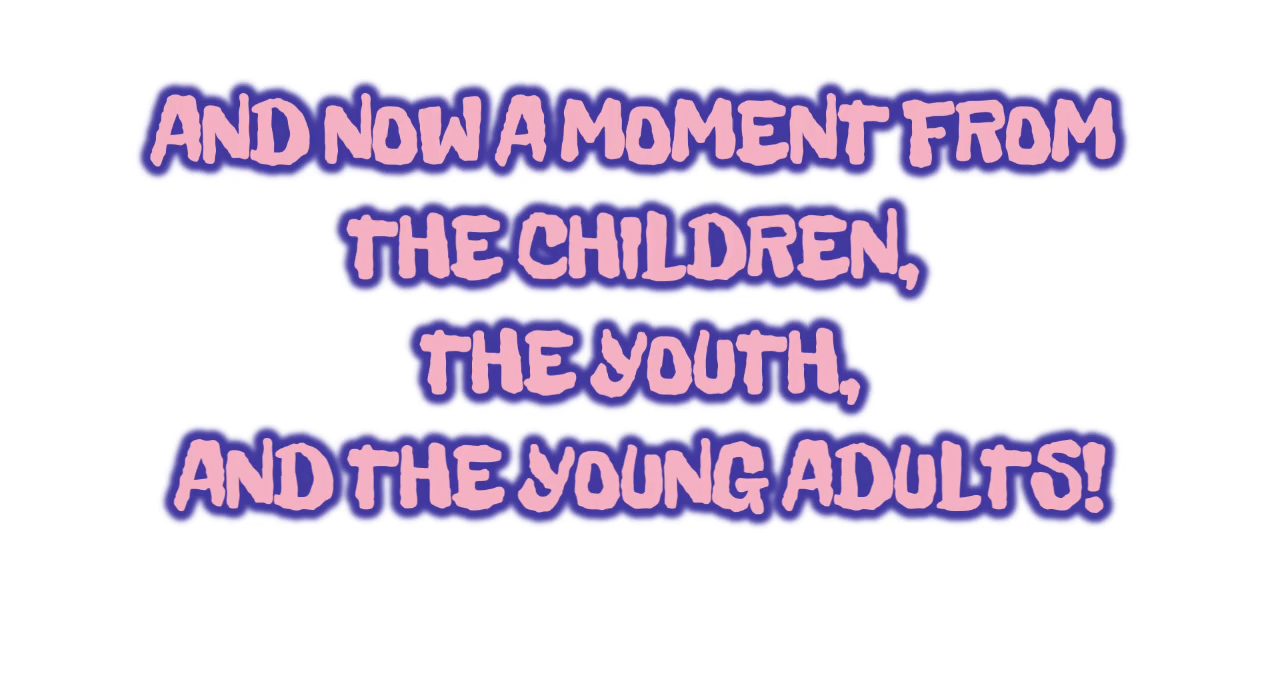 AND NOW A MOMENT FROM
THE CHILDREN,
THE YOUTH,
AND THE YOUNG ADULTS!